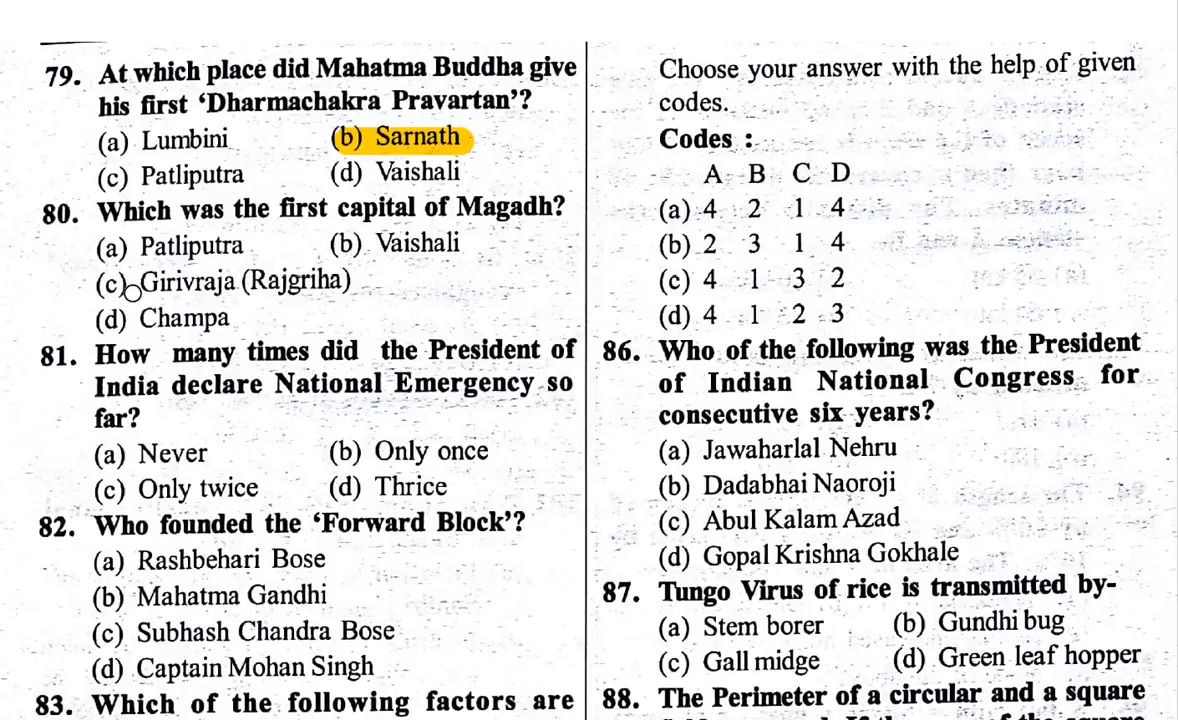 79. At which place did Mahatma Buddha give
his first ‘Dharmachakra Pravartan’?
(a) Lumbini (b) Sarnath
(c) Patliputra (d) Vaishali
80. Which was the first capital of Magadh?
(a) Patliputra (b) Vaishali
(c) Girivraja (Rajgriha)
(d) Champa
81. How many times did the President of
India declare National Emergency so
far?
(a) Never (b) Only once
(c) Only twice (d) Thrice
82. Who founded the ‘Forward Block’?
(a) Rashbehari Bose
(b) Mahatma Gandhi
(c) Subhash Chandra Bose
(d) Captain Mohan Singh
83. Which of the following factors are
Choose your answer with the help of given
codes.
Codes :
A B C D
(a) 4 2 1 4
(b) 2 3 1 4
(c) 4 1 3 2
(d) 4 1 2 3
86. Who of the following was the President
of Indian National Congress for
consecutive six years?
(a) Jawaharlal Nehru
(b) Dadabhai Naoroji
(c) Abul Kalam Azad
(d) Gopal Krishna Gokhale
87. Tungo Virus of rice is transmitted by-
(a) Stem borer (b) Gundhi bug
(c) Gall midge (d) Green leaf hopper
88. The Perimeter of a circular and a square